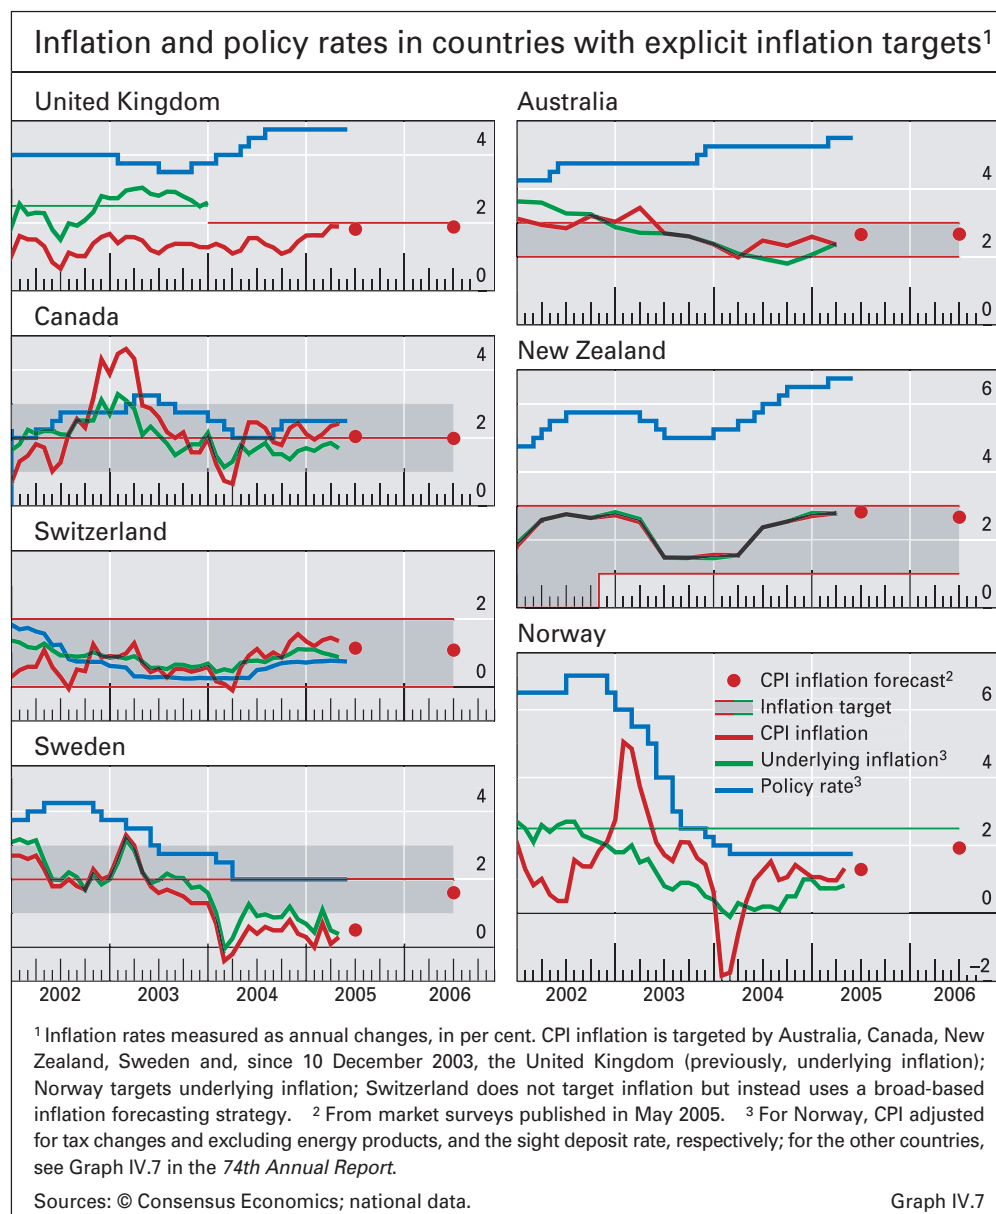 Inflation and policy rates in countries with explicit inflation targets¹
United Kingdom
4
2
0
Canada
4
2
0
Switzerland
2
0
Sweden
4
2
0
2002 2003 2004 2005 2006
Australia
4
2
0
New Zealand
6
4
2
0
Norway
CPI inflation forecast²
Inflation target
CPI inflation
Underlying inflation³
Policy rate³
6
4
2
0
–2
2002 2003 2004 2005 2006
¹ Inflation rates measured as annual changes, in per cent. CPI inflation is targeted by Australia, Canada, New
Zealand, Sweden and, since 10 December 2003, the United Kingdom (previously, underlying inflation);
Norway targets underlying inflation; Switzerland does not target inflation but instead uses a broad-based
inflation forecasting strategy. ² From market surveys published in May 2005. ³ For Norway, CPI adjusted
for tax changes and excluding energy products, and the sight deposit rate, respectively; for the other countries,
see Graph IV.7 in the 74th Annual Report.
Sources: © Consensus Economics; national data. Graph IV.7